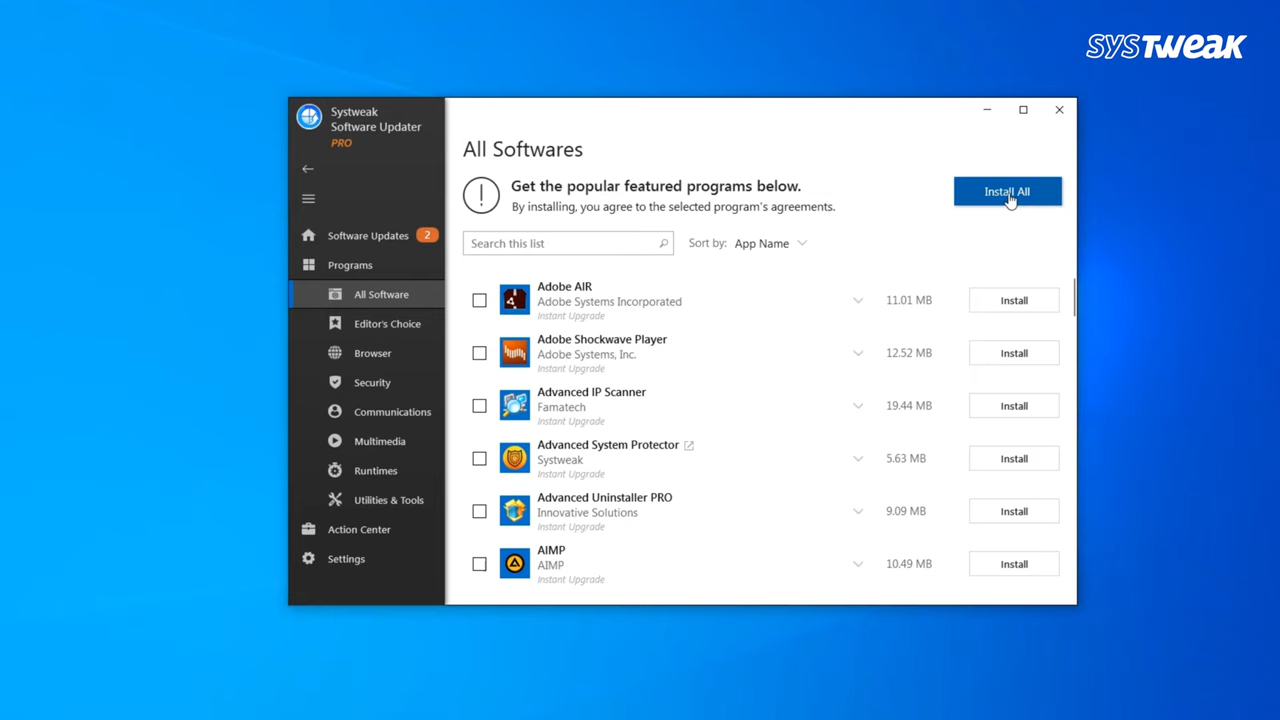 SYSTWEAK
Systweak
Software Updater
PRO
Software Updates 2
Programs
All Software
Editor's Choice
Browser
Security
Communications
Multimedia
Runtimes
Utilities & Tools
Action Center
Settings
All Softwares
Get the popular featured programs below.
By installing, you agree to the selected program's agreements.
Install All
Search this list
Sort by: App Name
Adobe AIR
Adobe Systems Incorporated
Instant Upgrade
11.01 MB
Install
Adobe Shockwave Player
Adobe Systems, Inc.
Instant Upgrade
12.52 MB
Install
Advanced IP Scanner
Famatech
Instant Upgrade
19.44 MB
Install
Advanced System Protector
Systweak
Instant Upgrade
5.63 MB
Install
Advanced Uninstaller PRO
Innovative Solutions
Instant Upgrade
9.09 MB
Install
AIMP
AIMP
Instant Upgrade
10.49 MB
Install